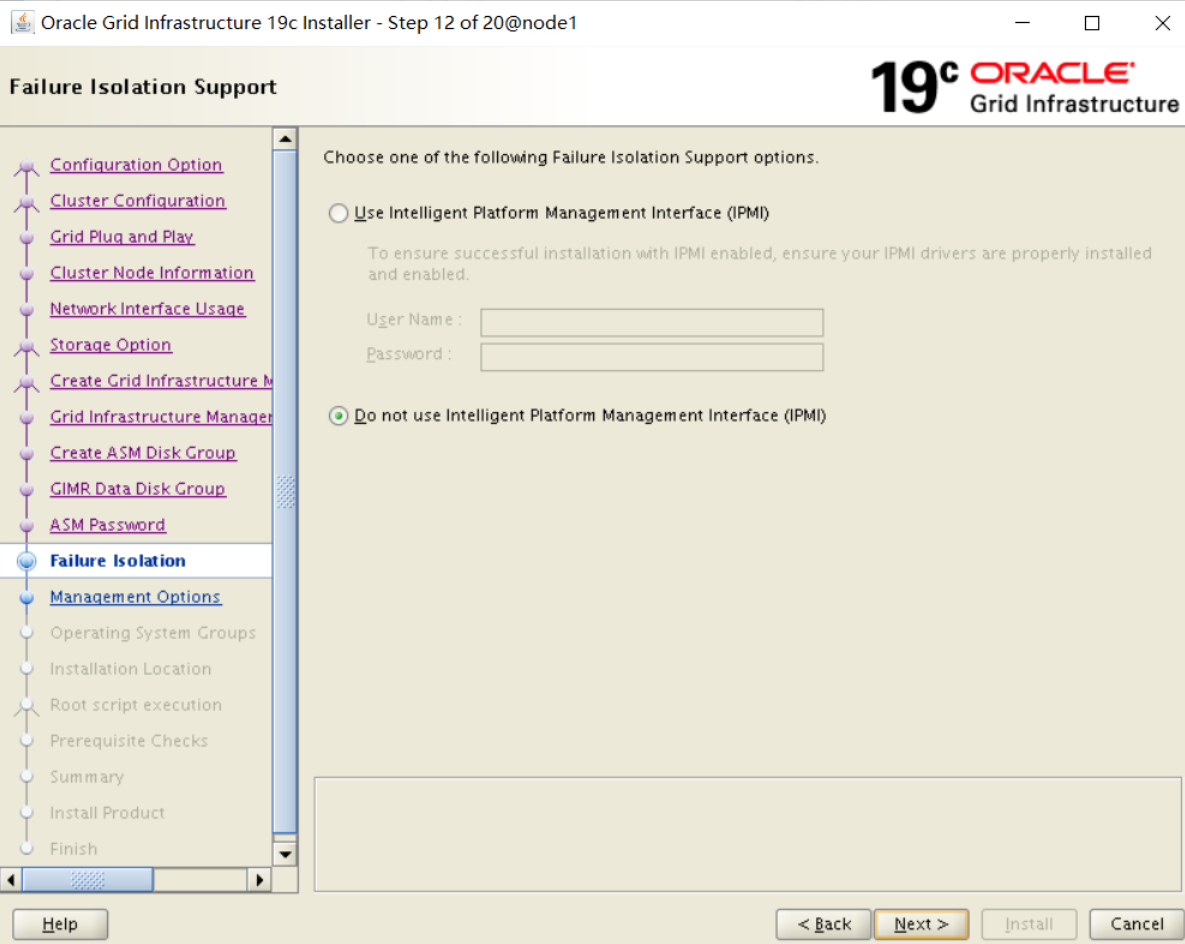 Oracle Grid Infrastructure 19c Installer - Step 12 of 20@node1
Failure Isolation Support
19c ORACLE
Grid Infrastructure
Configuration Option
Cluster Configuration
Grid Plug and Play
Cluster Node Information
Network Interface Usage
Storage Option
Create Grid Infrastructure M
Grid Infrastructure Manager
Create ASM Disk Group
GIMR Data Disk Group
ASM Password
Failure Isolation
Management Options
Operating System Groups
Installation Location
Root script execution
Prerequisite Checks
Summary
Install Product
Finish
Choose one of the following Failure Isolation Support options.
Use Intelligent Platform Management Interface (IPMI)
To ensure successful installation with IPMI enabled, ensure your IPMI drivers are properly installed
and enabled.
User Name :
Password :
Do not use Intelligent Platform Management Interface (IPMI)
Help
< Back
Next >
Install
Cancel